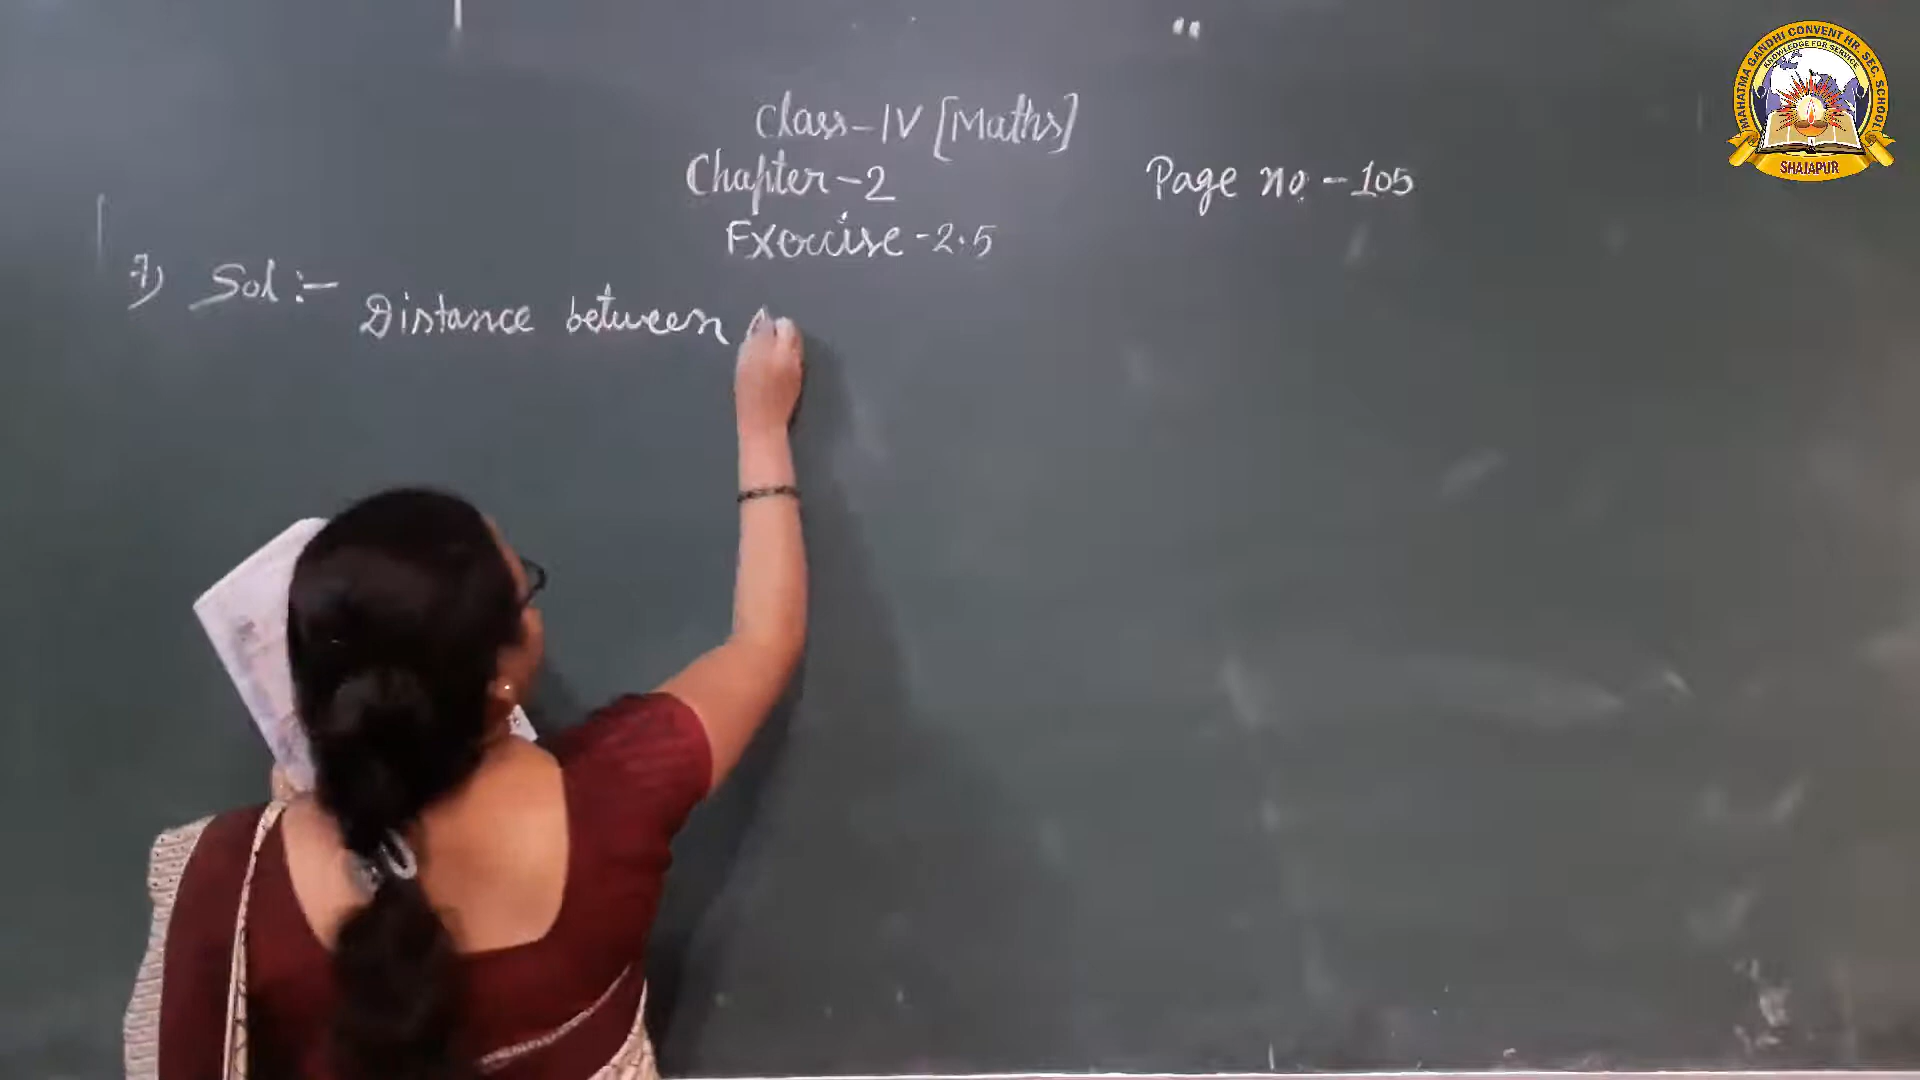 Class-IV [Maths]
Chapter-2 Page no-105
Exercise-2.5
7) Sol:-
Distance between
MAHATMA GANDHI CONVENT HR. SEC. SCHOOL
KNOWLEDGE FOR SERVICE
SHAJAPUR